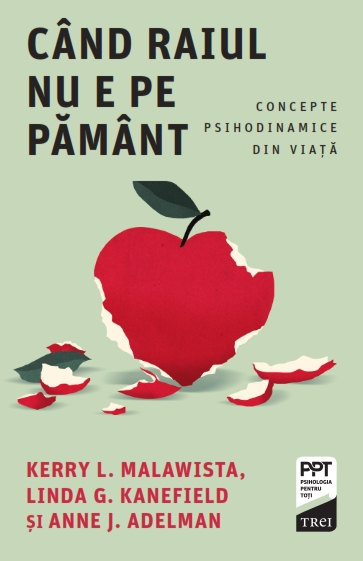 CÂND RAIUL
NU E PE
PĂMÂNT
CONCEPTE
PSIHODINAMICE
DIN VIAȚĂ
KERRY L. MALAWISTA,
LINDA G. KANEFIELD
ȘI ANNE J. ADELMAN
PPT
PSIHOLOGIA
PENTRU
TOȚI
TREI